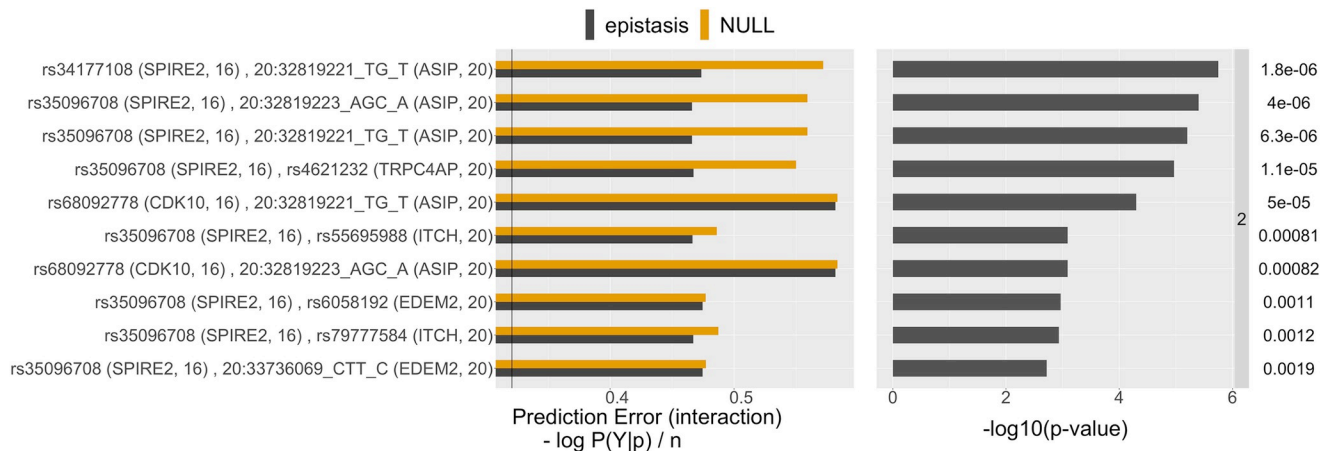 epistasis NULL
rs34177108 (SPIRE2, 16) , 20:32819221_TG_T (ASIP, 20) 1.8e-06
rs35096708 (SPIRE2, 16) , 20:32819223_AGC_A (ASIP, 20) 4e-06
rs35096708 (SPIRE2, 16) , 20:32819221_TG_T (ASIP, 20) 6.3e-06
rs35096708 (SPIRE2, 16) , rs4621232 (TRPC4AP, 20) 1.1e-05
rs68092778 (CDK10, 16) , 20:32819221_TG_T (ASIP, 20) 5e-05
2
rs35096708 (SPIRE2, 16) , rs55695988 (ITCH, 20) 0.00081
rs68092778 (CDK10, 16) , 20:32819223_AGC_A (ASIP, 20) 0.00082
rs35096708 (SPIRE2, 16) , rs6058192 (EDEM2, 20) 0.0011
rs35096708 (SPIRE2, 16) , rs79777584 (ITCH, 20) 0.0012
rs35096708 (SPIRE2, 16) , 20:33736069_CTT_C (EDEM2, 20) 0.0019
0.4 0.5 0 2 4 6
Prediction Error (interaction) -log10(p-value)
- log P(Y|p) / n